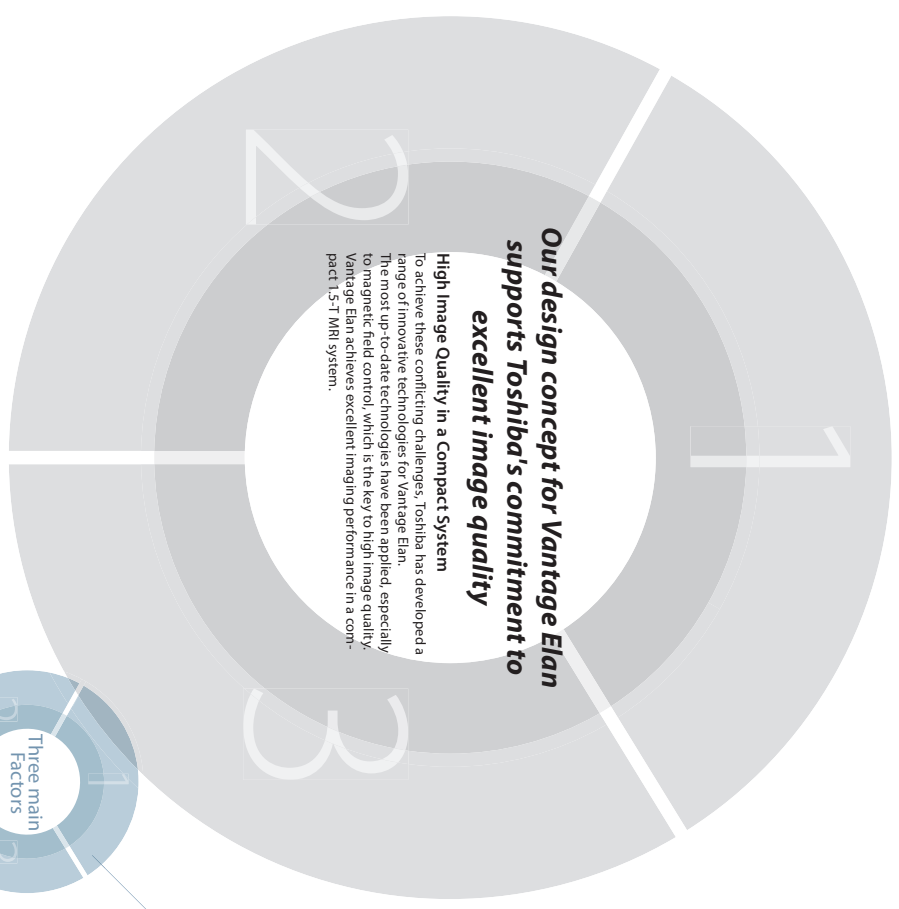 Our design concept for Vantage Elan
supports Toshiba's commitment to
excellent image quality
High Image Quality in a Compact System
To achieve these conflicting challenges, Toshiba has developed a
range of innovative technologies for Vantage Elan.
The most up-to-date technologies have been applied, especially
to magnetic field control, which is the key to high image quality.
Vantage Elan achieves excellent imaging performance in a com-
pact 1.5-T MRI system.
1
2
3
Three main
Factors
1
2
3